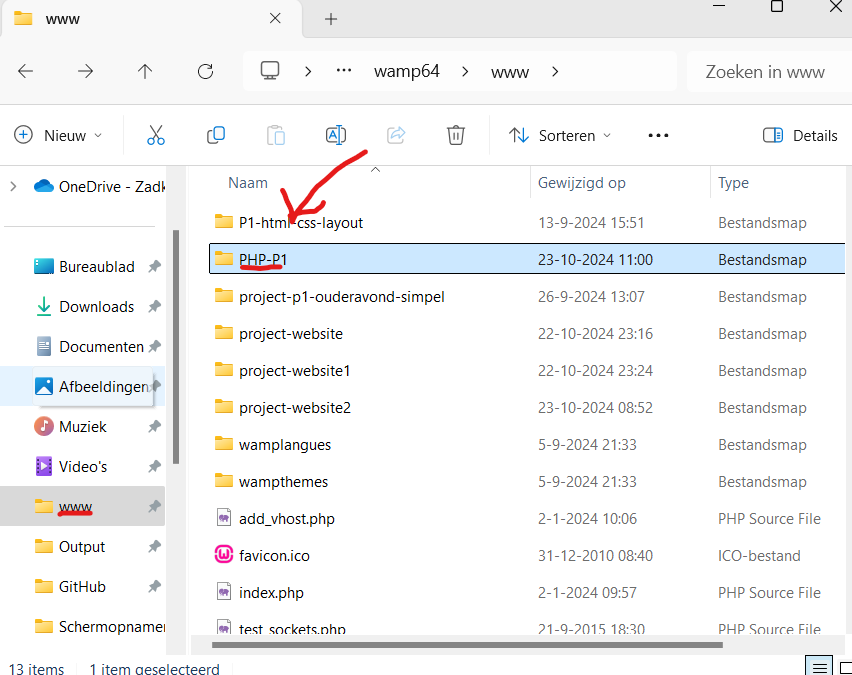 www
wamp64 > www >
Zoeken in www
Nieuw
Sorteren
Details
Naam
Gewijzigd op
Type
OneDrive - Zadk
Bureaublad
Downloads
Documenten
Afbeeldingen
Muziek
Video's
www
Output
GitHub
Schermopnamen
P1-html-css-layout 13-9-2024 15:51 Bestandsmap
PHP-P1 23-10-2024 11:00 Bestandsmap
project-p1-ouderavond-simpel 26-9-2024 13:07 Bestandsmap
project-website 22-10-2024 23:16 Bestandsmap
project-website1 22-10-2024 23:24 Bestandsmap
project-website2 23-10-2024 08:52 Bestandsmap
wamplangues 5-9-2024 21:33 Bestandsmap
wampthemes 5-9-2024 21:33 Bestandsmap
add_vhost.php 2-1-2024 10:06 PHP Source File
favicon.ico 31-12-2010 08:40 ICO-bestand
index.php 2-1-2024 09:57 PHP Source File
test_sockets.php 21-9-2015 18:30 PHP Source File
13 items 1 item geselecteerd